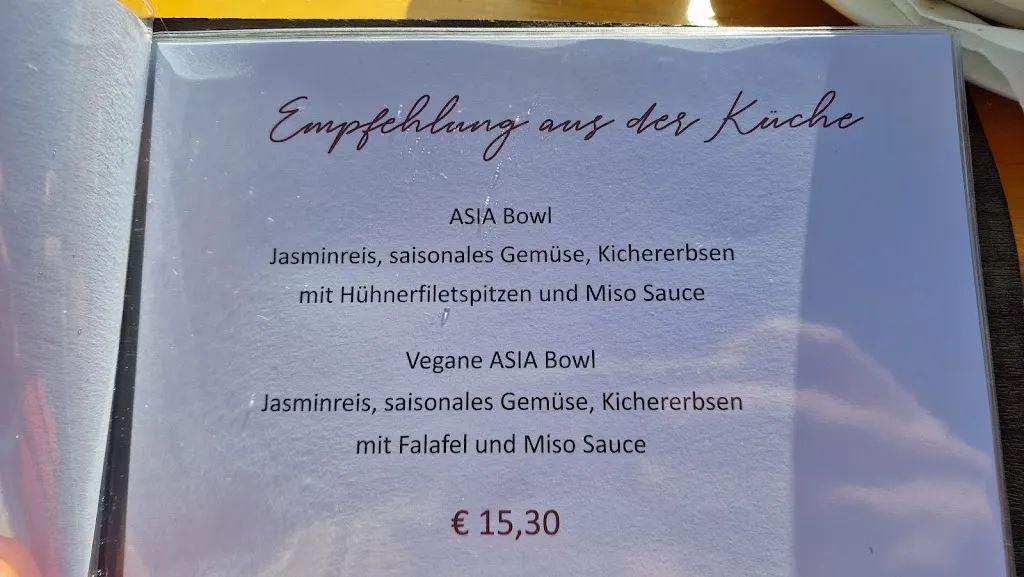 Empfehlung aus der Küche
ASIA Bowl
Jasminreis, saisonales Gemüse, Kichererbsen
mit Hühnerfiletspitzen und Miso Sauce
Vegane ASIA Bowl
Jasminreis, saisonales Gemüse, Kichererbsen
mit Falafel und Miso Sauce
€ 15,30